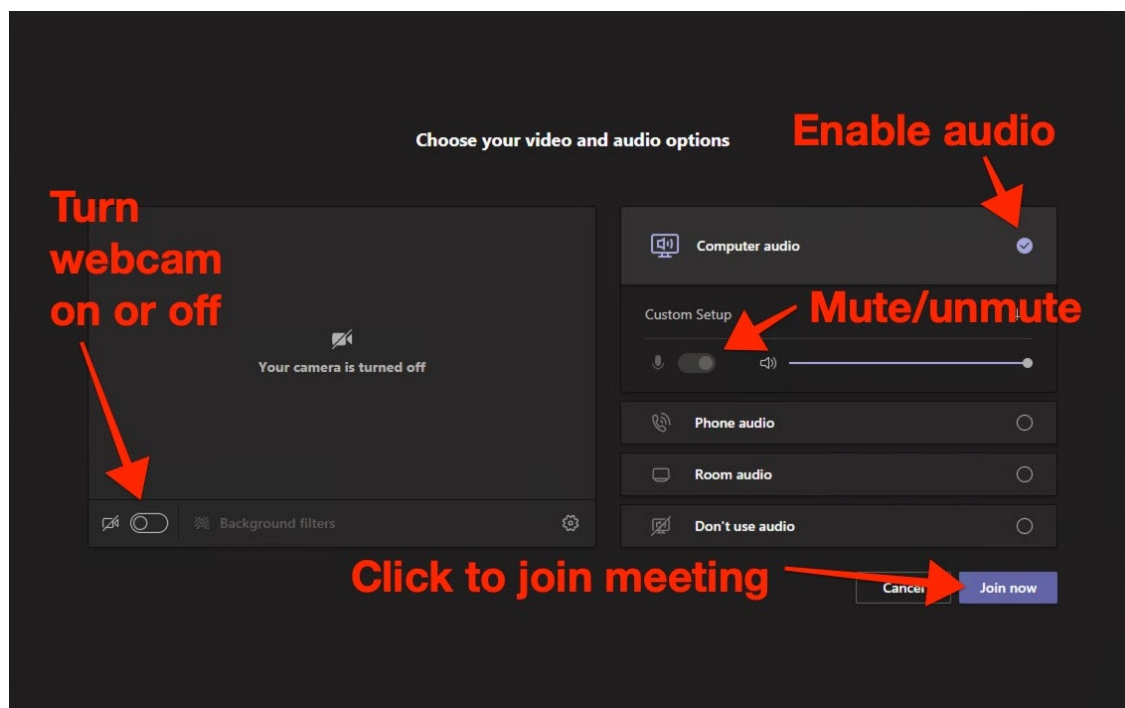 Choose your video and audio options
Enable audio
Turn
webcam
on or off
Computer audio
Custom Setup
Mute/unmute
Your camera is turned off
Phone audio
Room audio
Background filters
Don't use audio
Click to join meeting
Cancel
Join now